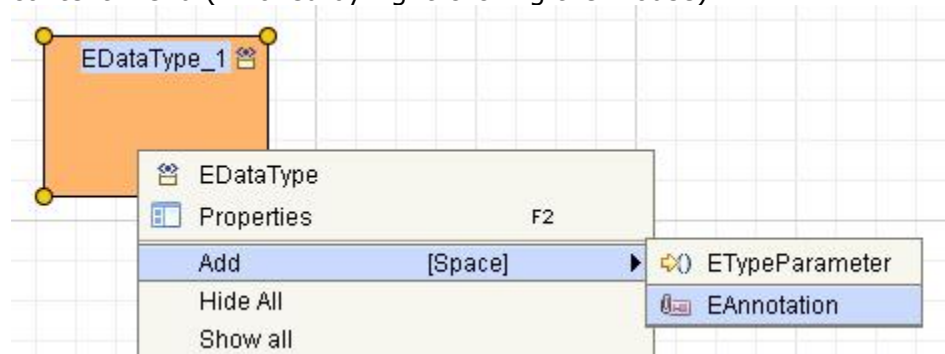 EDataType_1
EDataType
Properties F2
Add [Space]
ETypeParameter
EAnnotation
Hide All
Show all